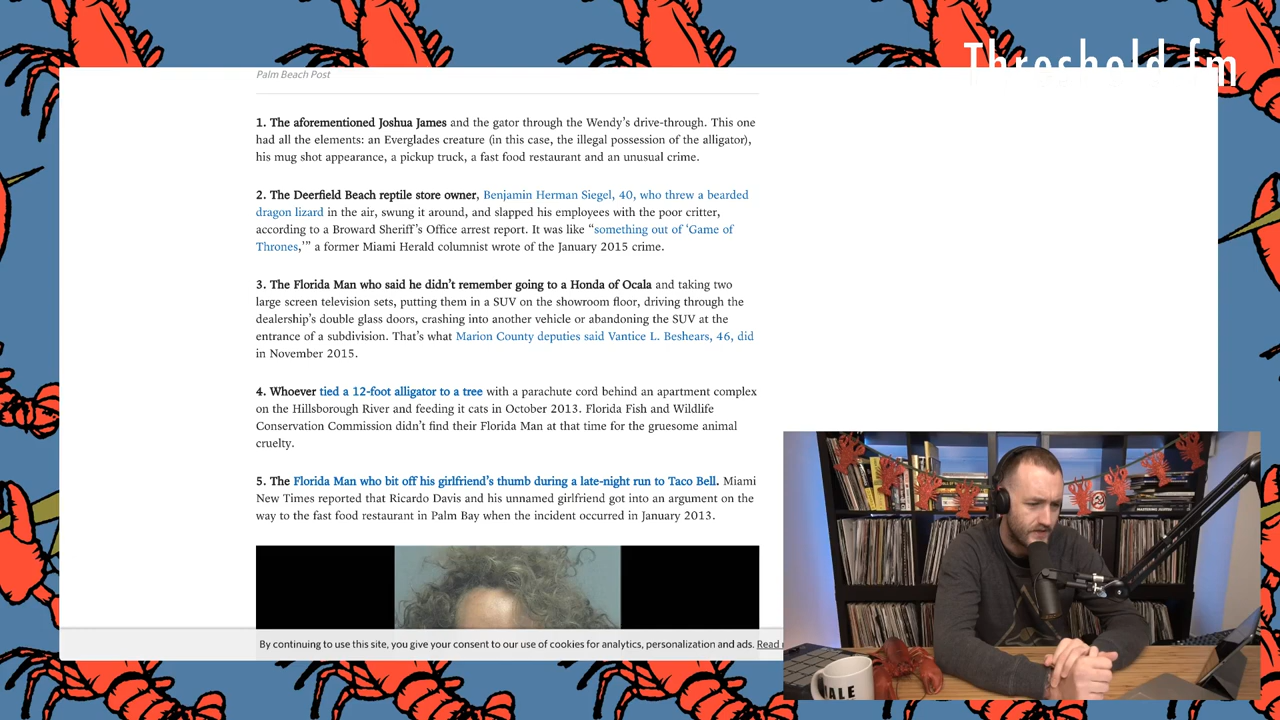 Threshold.fm
Palm Beach Post
1. The aforementioned Joshua James and the gator through the Wendy’s drive-through. This one
had all the elements: an Everglades creature (in this case, the illegal possession of the alligator),
his mug shot appearance, a pickup truck, a fast food restaurant and an unusual crime.
2. The Deerfield Beach reptile store owner, Benjamin Herman Siegel, 40, who threw a bearded
dragon lizard in the air, swung it around, and slapped his employees with the poor critter,
according to a Broward Sheriff’s Office arrest report. It was like “something out of ‘Game of
Thrones,’” a former Miami Herald columnist wrote of the January 2015 crime.
3. The Florida Man who said he didn’t remember going to a Honda of Ocala and taking two
large screen television sets, putting them in a SUV on the showroom floor, driving through the
dealership’s double glass doors, crashing into another vehicle or abandoning the SUV at the
entrance of a subdivision. That’s what Marion County deputies said Vantice L. Beshears, 46, did
in November 2015.
4. Whoever tied a 12-foot alligator to a tree with a parachute cord behind an apartment complex
on the Hillsborough River and feeding it cats in October 2013. Florida Fish and Wildlife
Conservation Commission didn’t find their Florida Man at that time for the gruesome animal
cruelty.
5. The Florida Man who bit off his girlfriend’s thumb during a late-night run to Taco Bell. Miami
New Times reported that Ricardo Davis and his unnamed girlfriend got into an argument on the
way to the fast food restaurant in Palm Bay when the incident occurred in January 2013.
By continuing to use this site, you give your consent to our use of cookies for analytics, personalization and ads. Read
ALE